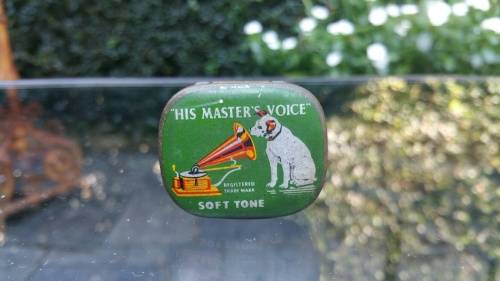 "HIS MASTER'S VOICE"
REGISTERED
TRADE MARK
SOFT TONE